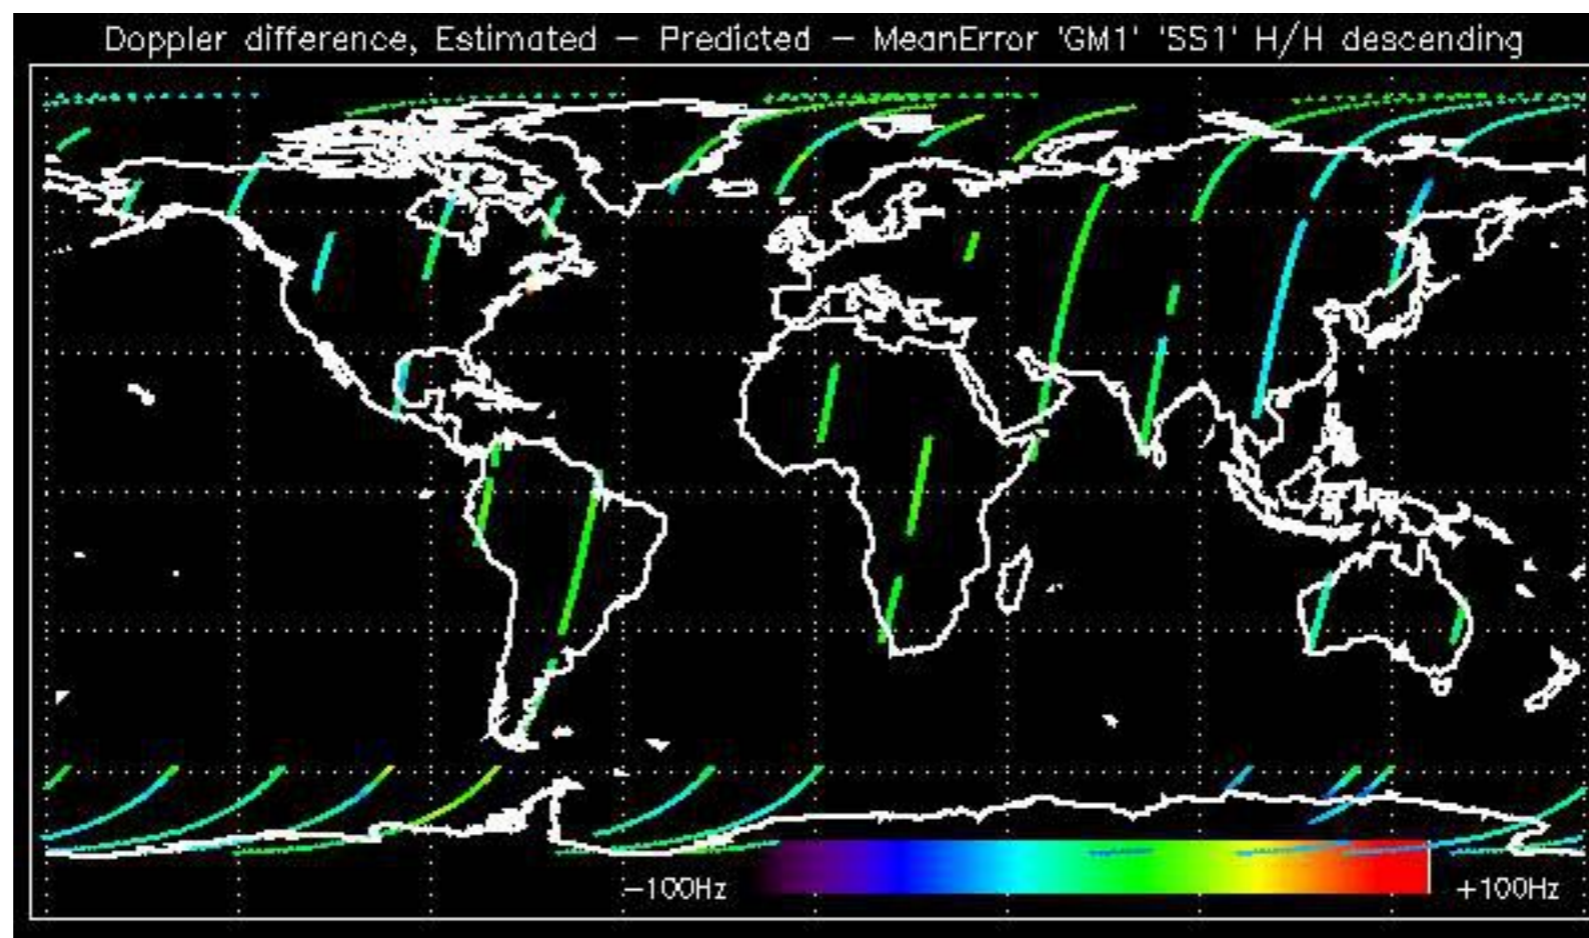 Doppler difference, Estimated – Predicted – MeanError 'GM1' 'SS1' H/H descending
–100Hz
+100Hz